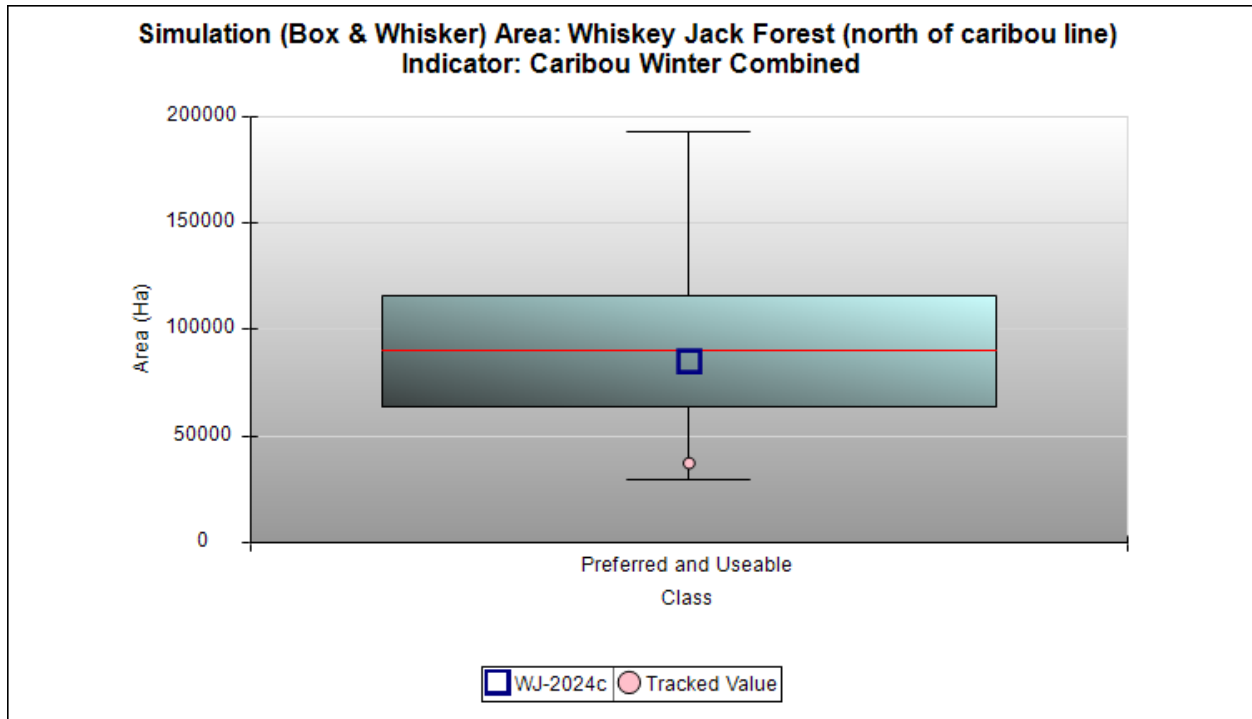 Simulation (Box & Whisker) Area: Whiskey Jack Forest (north of caribou line)
Indicator: Caribou Winter Combined
200000
150000
100000
50000
0
Area (Ha)
Preferred and Useable
Class
WJ-2024c
Tracked Value